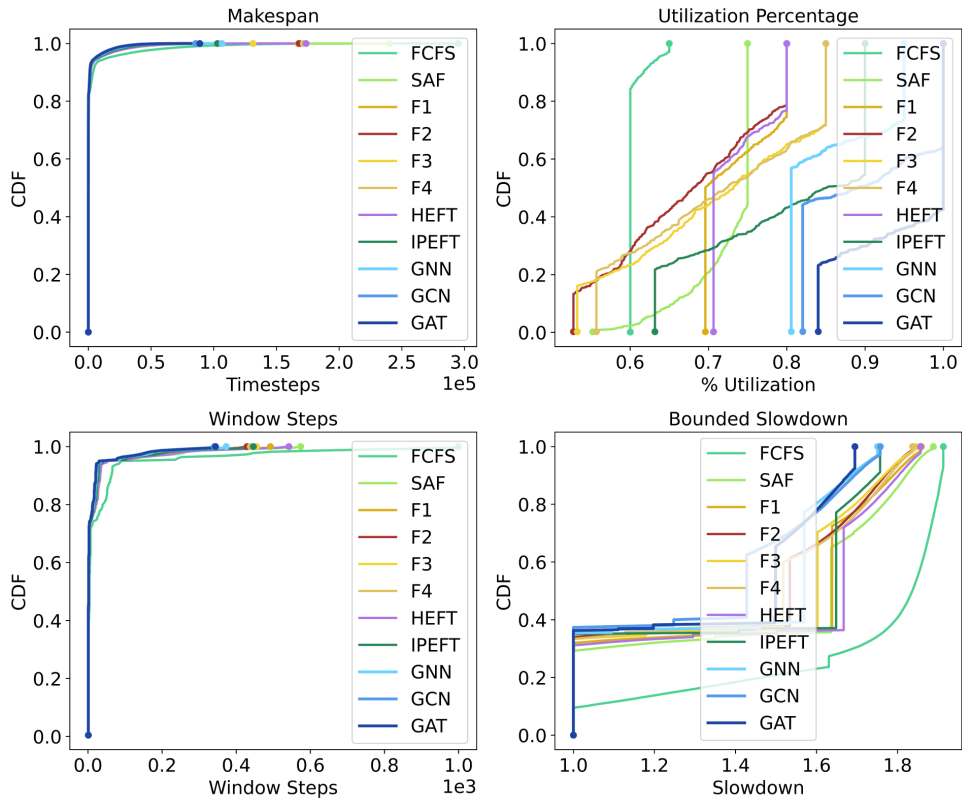 Makespan
CDF
1.0
0.8
0.6
0.4
0.2
0.0
0.0
0.5
1.0
1.5
2.0
2.5
3.0
1e5
Timesteps
FCFS
SAF
F1
F2
F3
F4
HEFT
IPEFT
GNN
GCN
GAT
Utilization Percentage
CDF
1.0
0.8
0.6
0.4
0.2
0.0
0.6
0.7
0.8
0.9
1.0
% Utilization
FCFS
SAF
F1
F2
F3
F4
HEFT
IPEFT
GNN
GCN
GAT
Window Steps
CDF
1.0
0.8
0.6
0.4
0.2
0.0
0.0
0.2
0.4
0.6
0.8
1.0
1e3
Window Steps
FCFS
SAF
F1
F2
F3
F4
HEFT
IPEFT
GNN
GCN
GAT
Bounded Slowdown
CDF
1.0
0.8
0.6
0.4
0.2
0.0
1.0
1.2
1.4
1.6
1.8
Slowdown
FCFS
SAF
F1
F2
F3
F4
HEFT
IPEFT
GNN
GCN
GAT